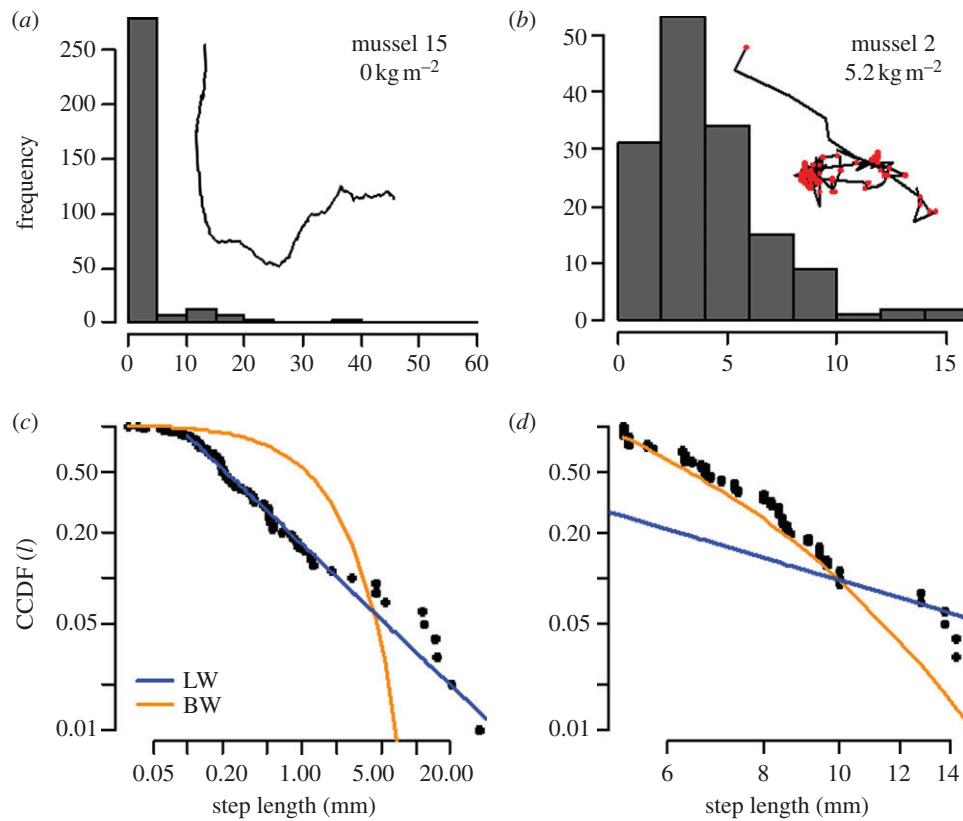 (a)
mussel 15
0 kg m−2
frequency
250
200
150
100
50
0
0 10 20 30 40 50 60
(b)
mussel 2
5.2 kg m−2
50
40
30
20
10
0
0 5 10 15
(c)
CCDF (l)
0.50
0.20
0.05
0.01
LW
BW
0.05 0.20 1.00 5.00 20.00
step length (mm)
(d)
0.50
0.20
0.05
0.01
6 8 10 12 14
step length (mm)